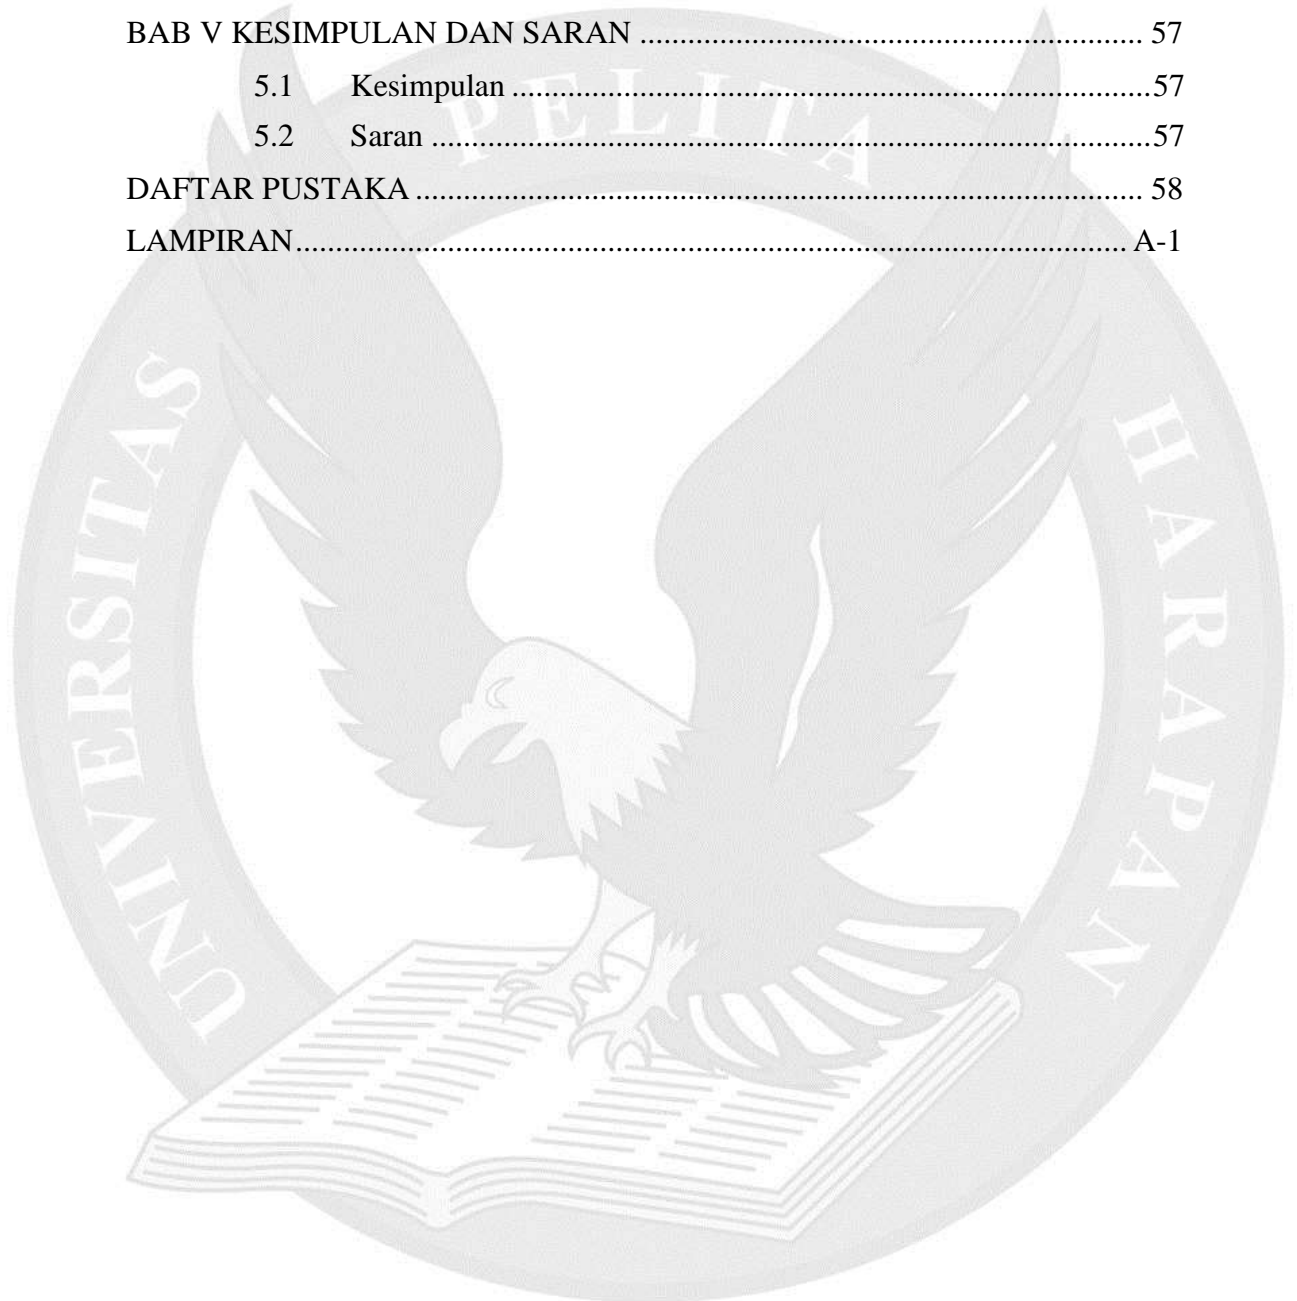 BAB V KESIMPULAN DAN SARAN ................................................................ 57
5.1 Kesimpulan ..................................................................................57
5.2 Saran ............................................................................................57
DAFTAR PUSTAKA ............................................................................................. 58
LAMPIRAN.......................................................................................................... A-1
UNIVERSITAS PELITA HARAPAN